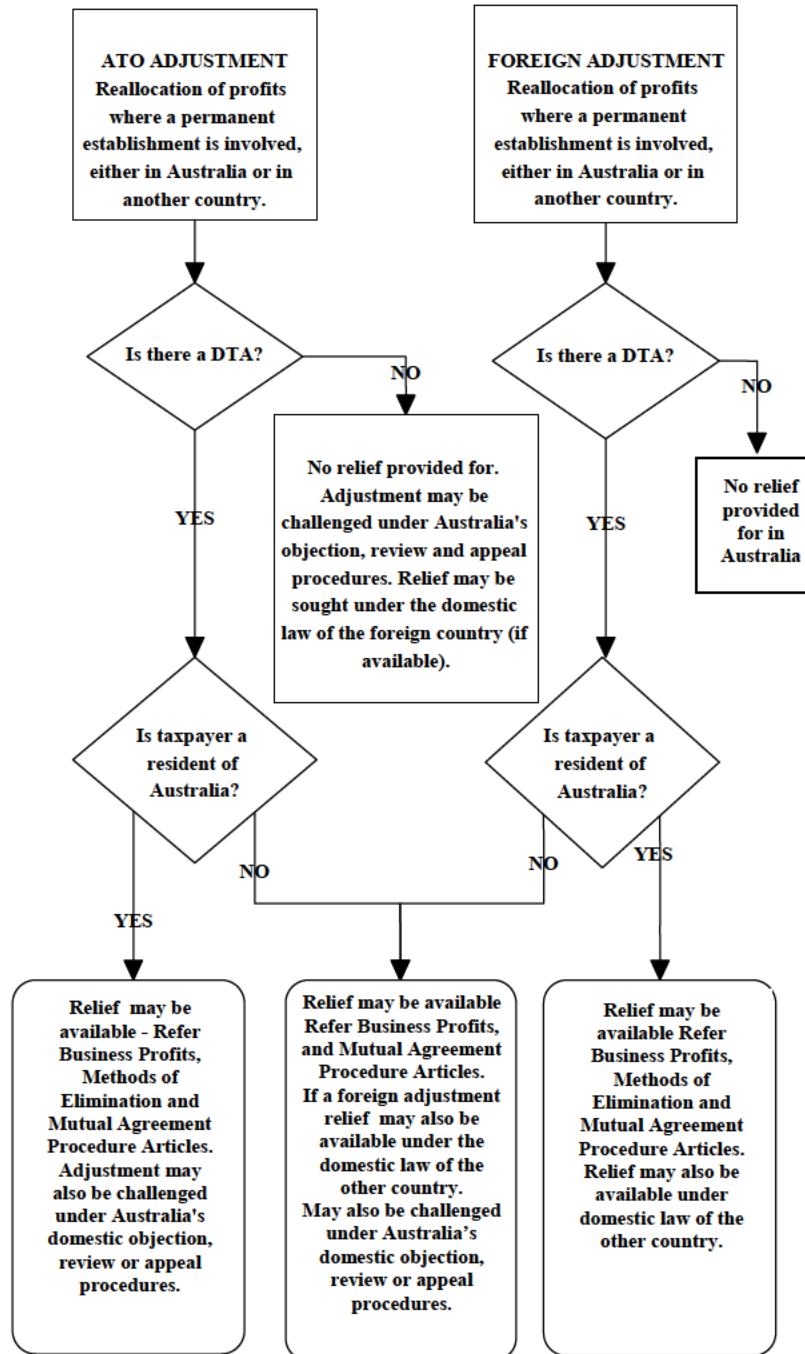 ATO ADJUSTMENT
Reallocation of profits
where a permanent
establishment is involved,
either in Australia or in
another country.
FOREIGN ADJUSTMENT
Reallocation of profits
where a permanent
establishment is involved,
either in Australia or in
another country.
Is there a DTA?
NO
Is there a DTA?
NO
YES
No relief provided for.
Adjustment may be
challenged under Australia's
objection, review and appeal
procedures. Relief may be
sought under the domestic
law of the foreign country (if
available).
YES
No relief
provided
for in
Australia
Is taxpayer a
resident of
Australia?
Is taxpayer a
resident of
Australia?
YES
NO
NO
YES
Relief may be
available - Refer
Business Profits,
Methods of
Elimination and
Mutual Agreement
Procedure Articles.
Adjustment may
also be challenged
under Australia's
domestic objection,
review or appeal
procedures.
Relief may be available
Refer Business Profits,
and Mutual Agreement
Procedure Articles.
If a foreign adjustment
relief may also be
available under the
domestic law of the
other country.
May also be challenged
under Australia’s
domestic objection,
review or appeal
procedures.
Relief may be
available Refer
Business Profits,
Methods of
Elimination and
Mutual Agreement
Procedure Articles.
Relief may also be
available under
domestic law of the
other country.